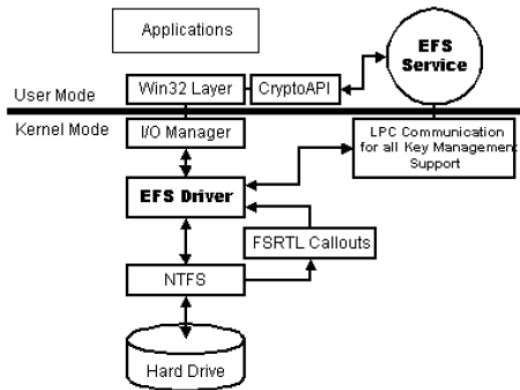 Applications
EFS
Service
User Mode
Win32 Layer
CryptoAPI
Kernel Mode
I/O Manager
LPC Communication
for all Key Management
Support
EFS Driver
FSRTL Callouts
NTFS
Hard Drive